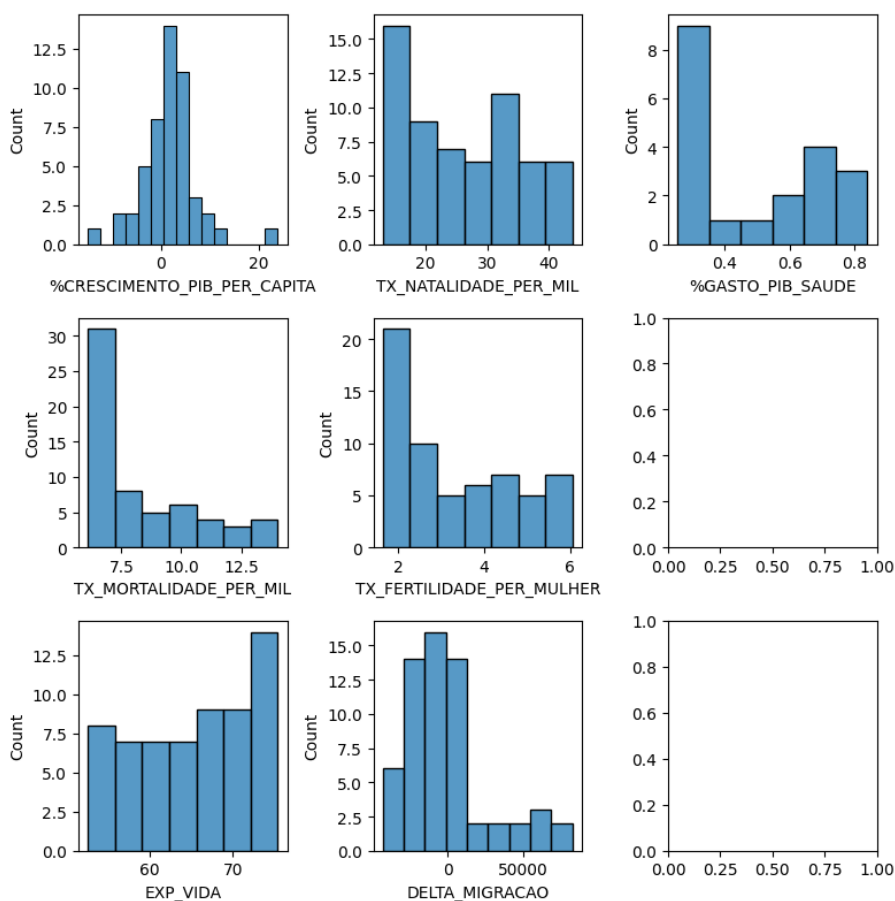 12.5
10.0
7.5
5.0
2.5
0.0
Count
0 20
%CRESCIMENTO_PIB_PER_CAPITA
15.0
12.5
10.0
7.5
5.0
2.5
0.0
Count
20 30 40
TX_NATALIDADE_PER_MIL
8
6
4
2
0
Count
0.4 0.6 0.8
%GASTO_PIB_SAUDE
30
25
20
15
10
5
0
Count
7.5 10.0 12.5
TX_MORTALIDADE_PER_MIL
20
15
10
5
0
Count
2 4 6
TX_FERTILIDADE_PER_MULHER
1.0
0.8
0.6
0.4
0.2
0.0
0.00 0.25 0.50 0.75 1.00
12.5
10.0
7.5
5.0
2.5
0.0
Count
60 70
EXP_VIDA
15.0
12.5
10.0
7.5
5.0
2.5
0.0
Count
0 50000
DELTA_MIGRACAO
1.0
0.8
0.6
0.4
0.2
0.0
0.00 0.25 0.50 0.75 1.00